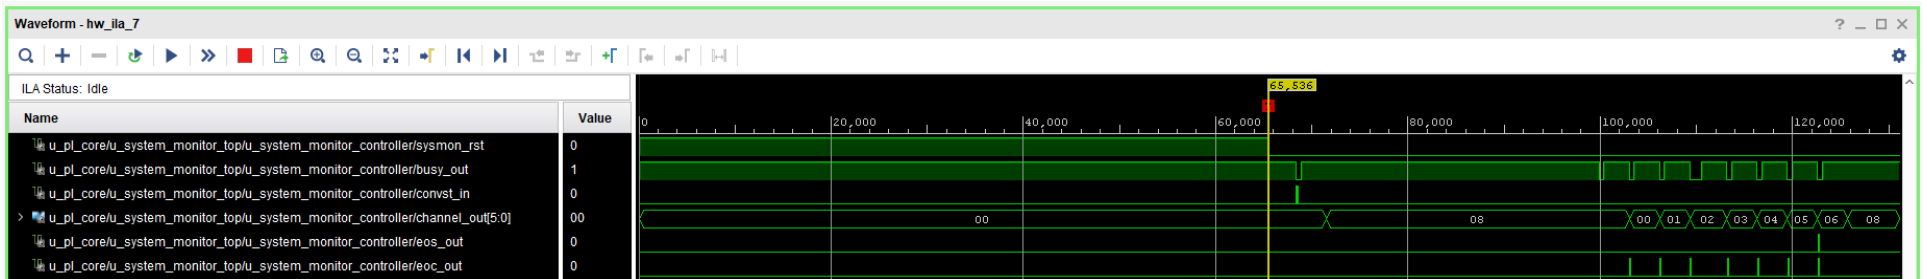 Waveform - hw_ila_7
ILA Status: Idle
Name Value
65,536
0 20,000 40,000 60,000 80,000 100,000 120,000
u_pl_core/u_system_monitor_top/u_system_monitor_controller/sysmon_rst 0
u_pl_core/u_system_monitor_top/u_system_monitor_controller/busy_out 1
u_pl_core/u_system_monitor_top/u_system_monitor_controller/convst_in 0
u_pl_core/u_system_monitor_top/u_system_monitor_controller/channel_out[5:0] 00 00 08 00 01 02 03 04 05 06 08
u_pl_core/u_system_monitor_top/u_system_monitor_controller/eos_out 0
u_pl_core/u_system_monitor_top/u_system_monitor_controller/eoc_out 0